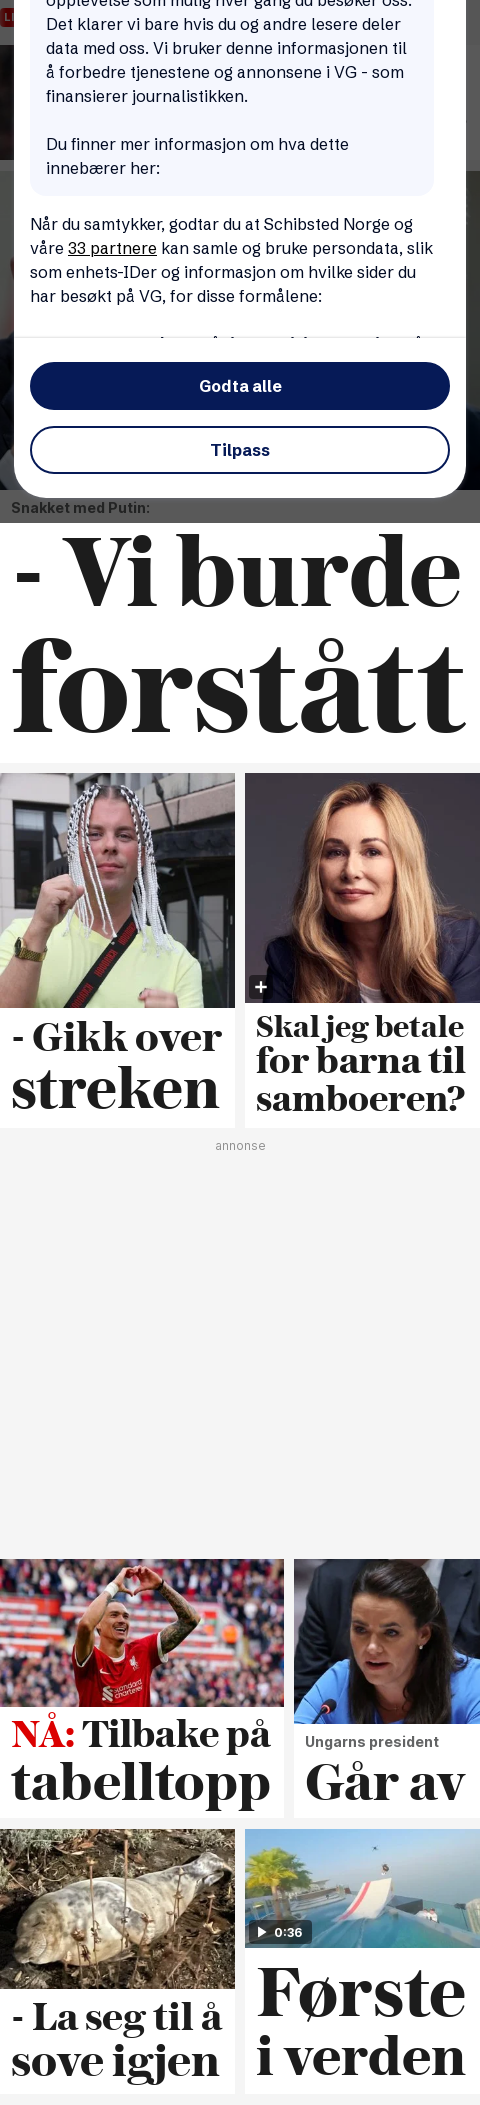 opplevelse som mulig hver gang du besøker oss.
Det klarer vi bare hvis du og andre lesere deler
data med oss. Vi bruker denne informasjonen til
å forbedre tjenestene og annonsene i VG - som
finansierer journalistikken.
Du finner mer informasjon om hva dette
innebærer her:
Når du samtykker, godtar du at Schibsted Norge og
våre 33 partnere kan samle og bruke persondata, slik
som enhets-IDer og informasjon om hvilke sider du
har besøkt på VG, for disse formålene:
Godta alle
Tilpass
Snakket med Putin:
- Vi burde
forstått
- Gikk over
streken
Skal jeg betale
for barna til
samboeren?
annonse
standard
chartered
NÅ: Tilbake på
tabelltopp
Ungarns president
Går av
- La seg til å
sove igjen
0:36
Første
i verden